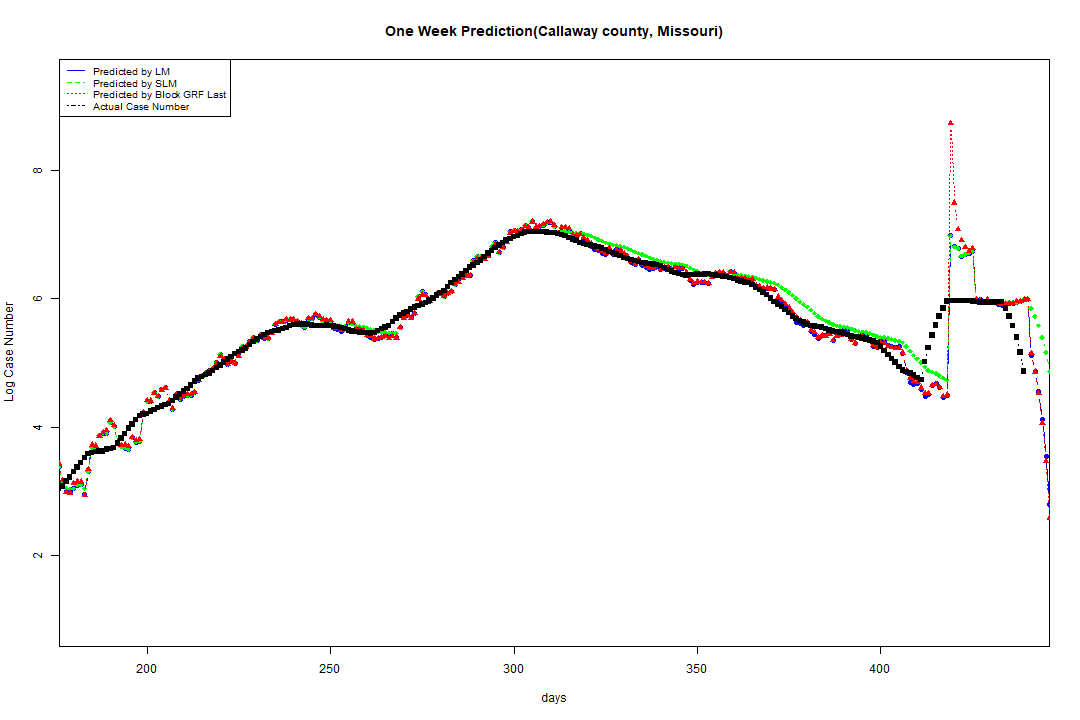 One Week Prediction(Callaway county, Missouri)
Predicted by LM
Predicted by SLM
Predicted by Block GRF Last
Actual Case Number
Log Case Number
8
6
4
2
200 250 300 350 400
days